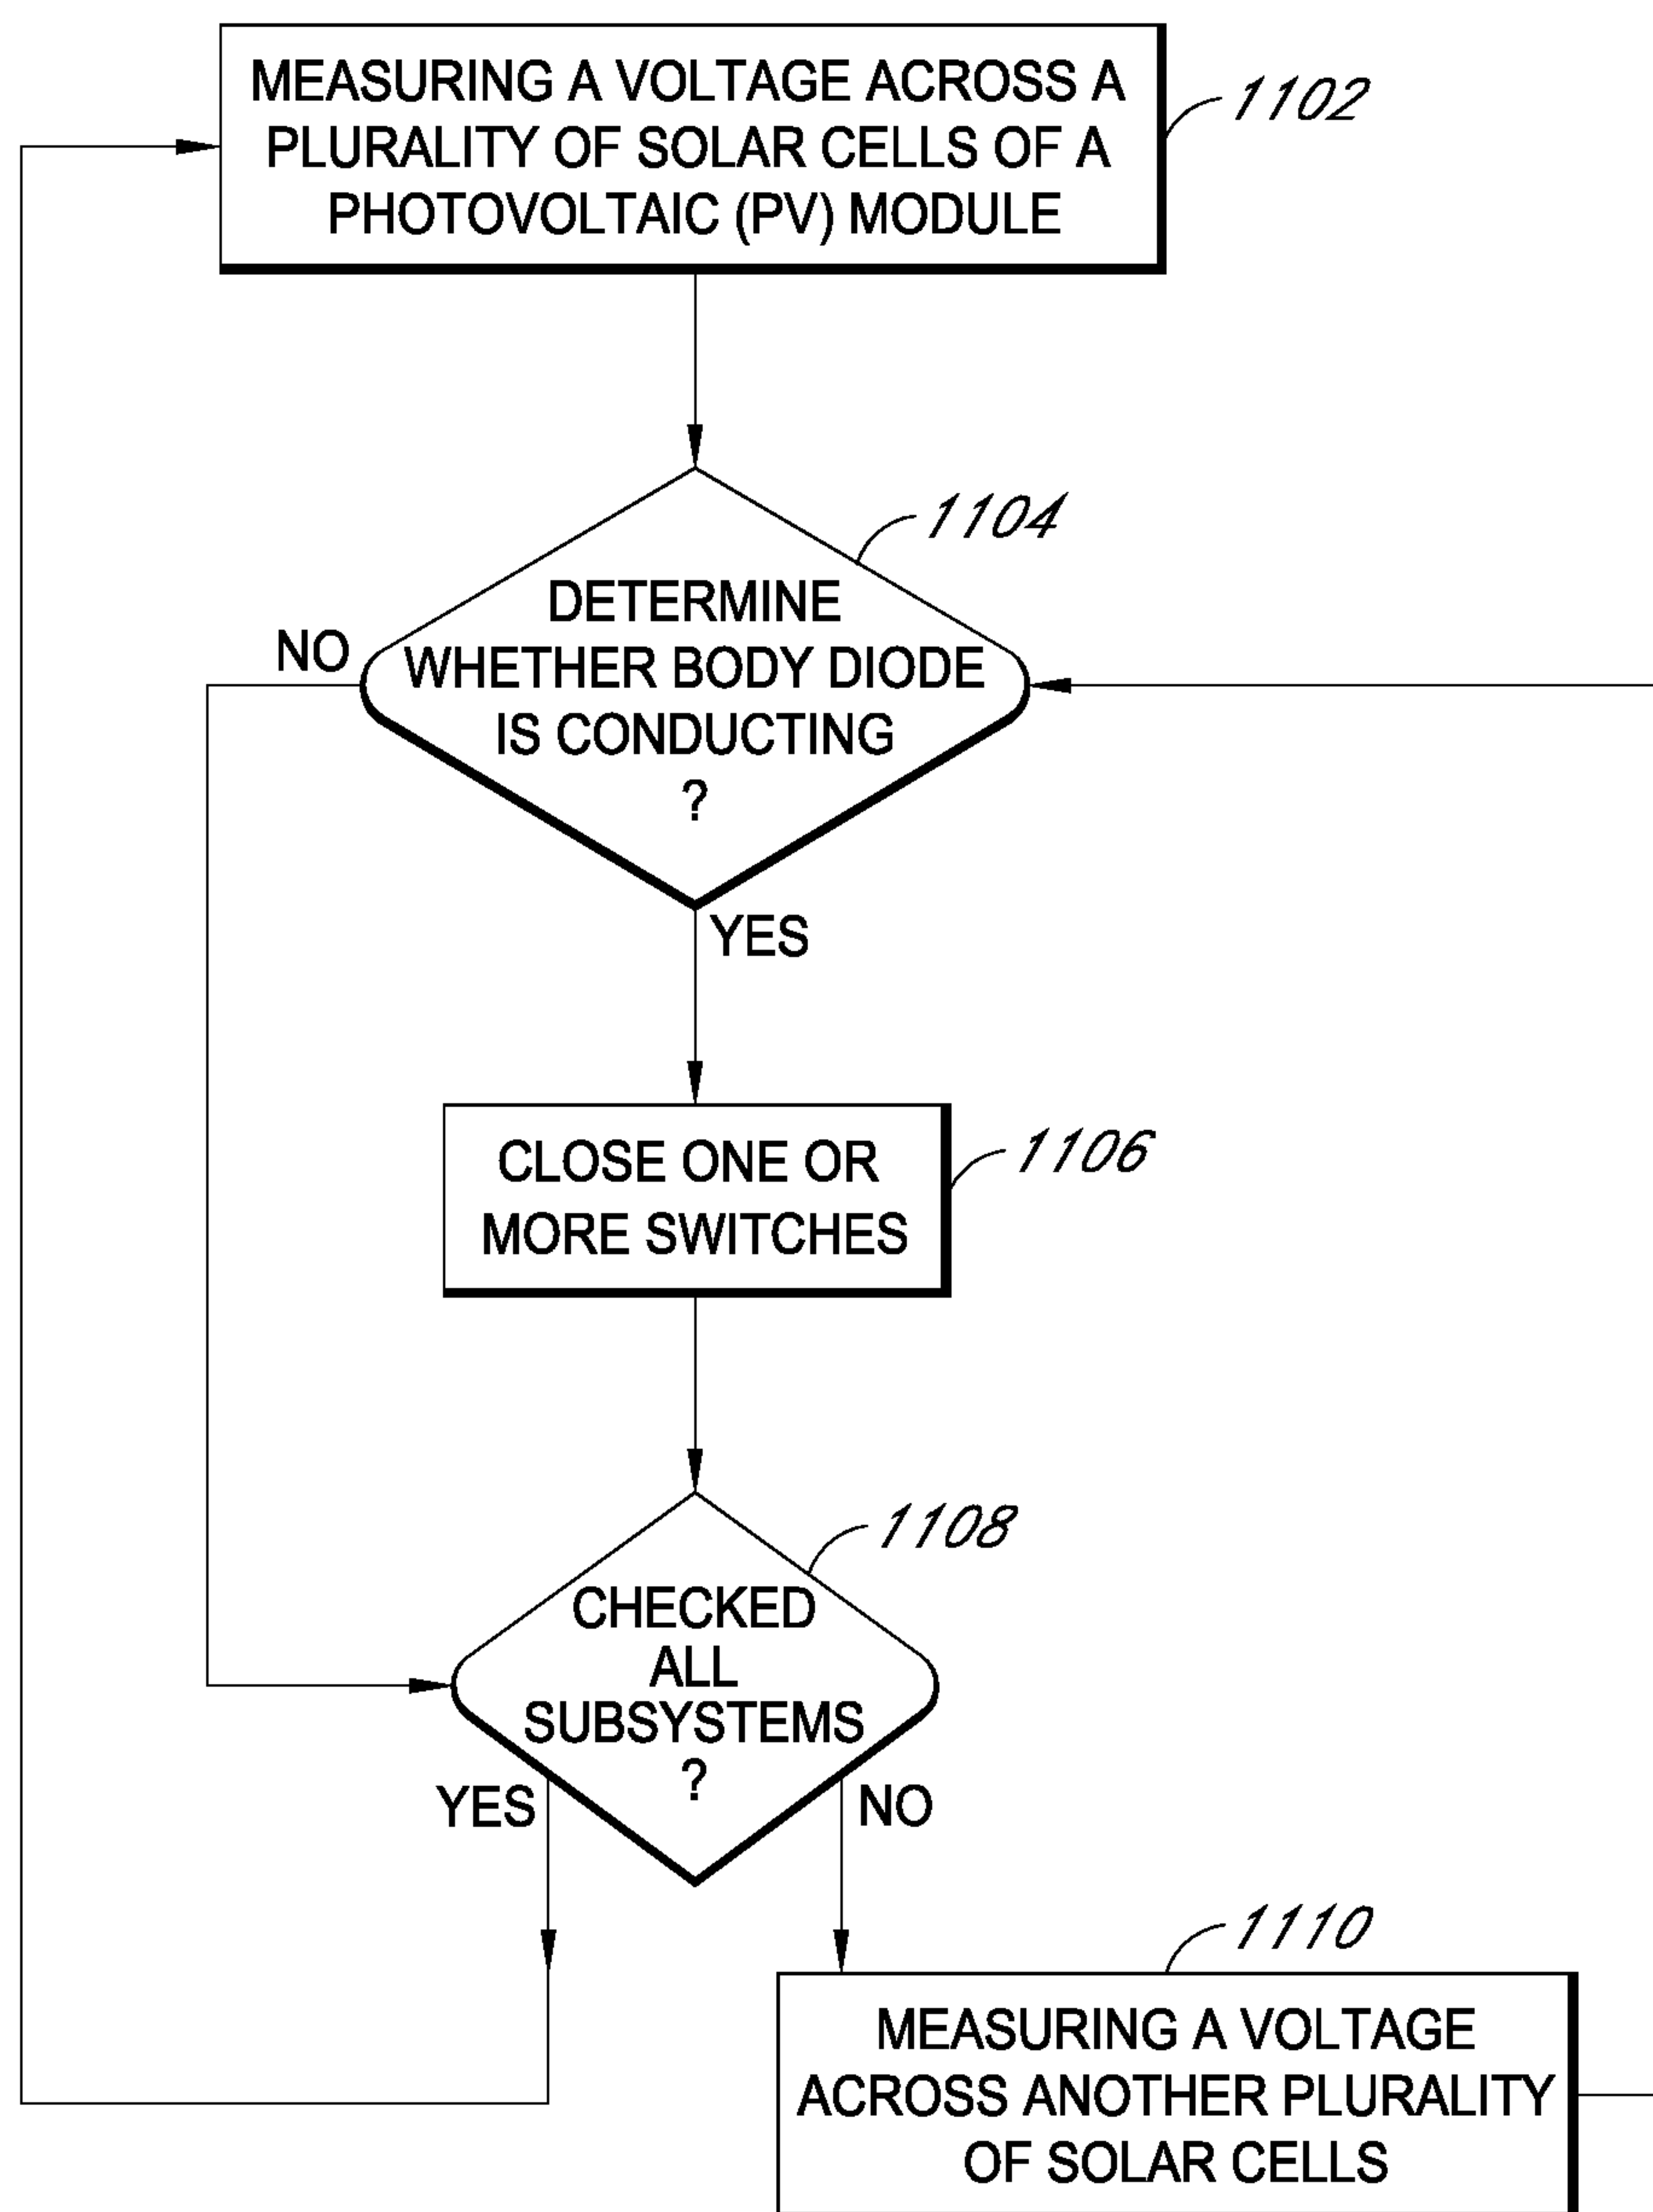 MEASURING A VOLTAGE ACROSS A
PLURALITY OF SOLAR CELLS OF A
PHOTOVOLTAIC (PV) MODULE
1102
1104
DETERMINE
WHETHER BODY DIODE
IS CONDUCTING
?
NO
YES
CLOSE ONE OR
MORE SWITCHES
1106
1108
CHECKED
ALL
SUBSYSTEMS
?
YES
NO
1110
MEASURING A VOLTAGE
ACROSS ANOTHER PLURALITY
OF SOLAR CELLS